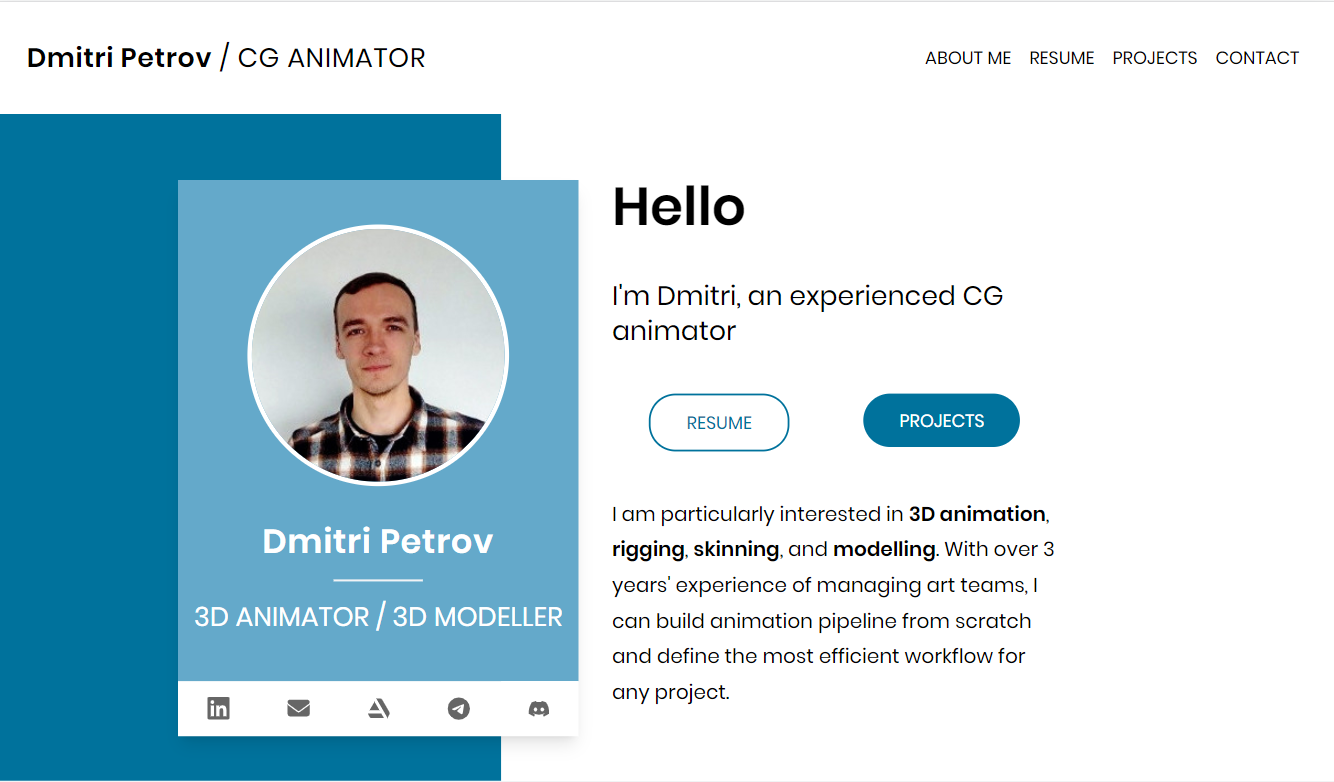 Dmitri Petrov / CG ANIMATOR
ABOUT ME RESUME PROJECTS CONTACT
Dmitri Petrov
3D ANIMATOR / 3D MODELLER
in
Hello
I'm Dmitri, an experienced CG
animator
RESUME
PROJECTS
I am particularly interested in 3D animation,
rigging, skinning, and modelling. With over 3
years' experience of managing art teams, I
can build animation pipeline from scratch
and define the most efficient workflow for
any project.